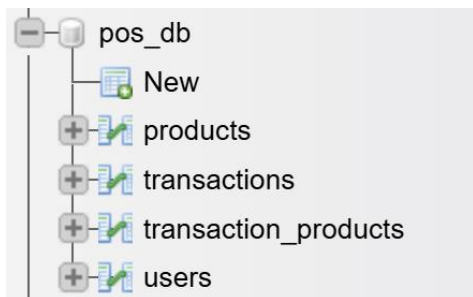 pos_db
New
products
transactions
transaction_products
users